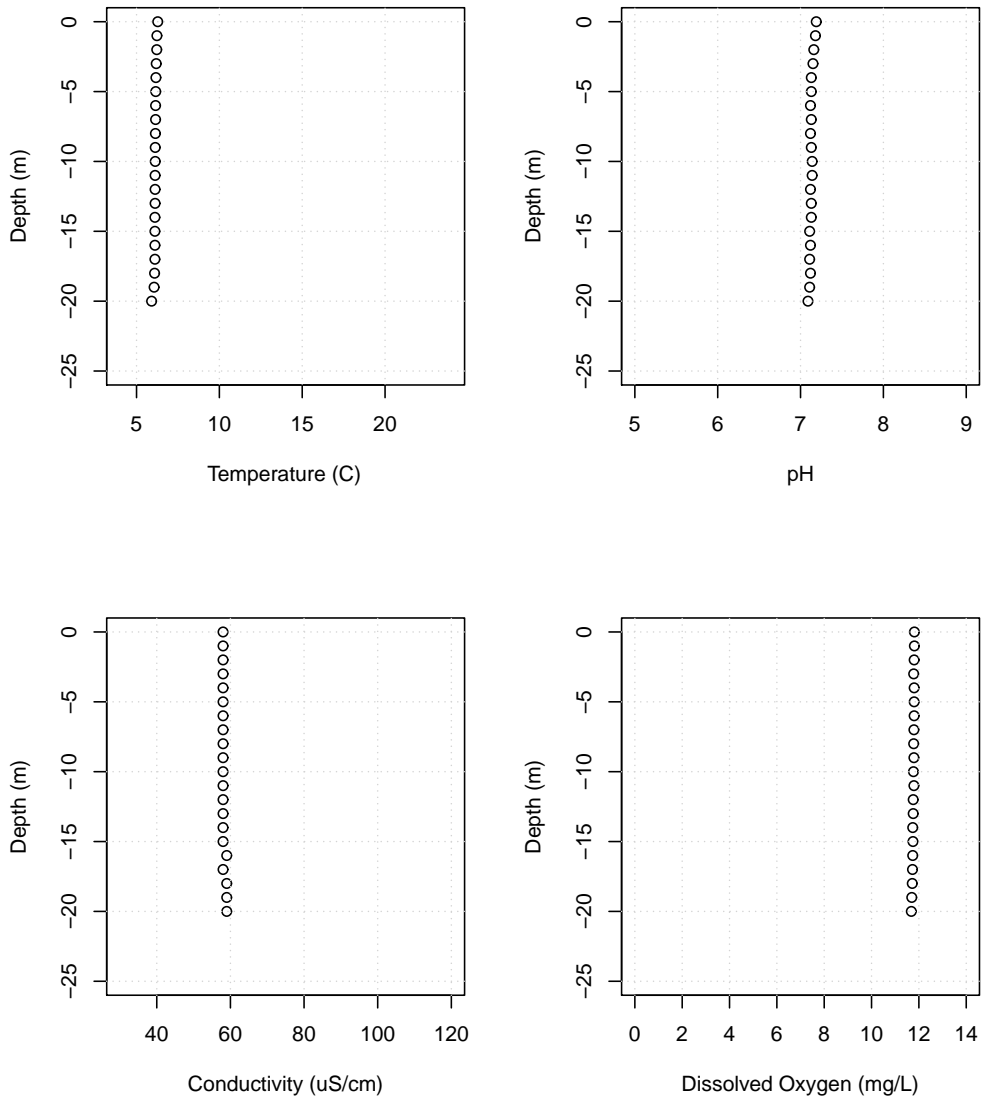 0
−5
−10
−15
−20
−25
Depth (m)
5 10 15 20
Temperature (C)
0
−5
−10
−15
−20
−25
Depth (m)
5 6 7 8 9
pH
0
−5
−10
−15
−20
−25
Depth (m)
40 60 80 100 120
Conductivity (uS/cm)
0
−5
−10
−15
−20
−25
Depth (m)
0 2 4 6 8 10 12 14
Dissolved Oxygen (mg/L)